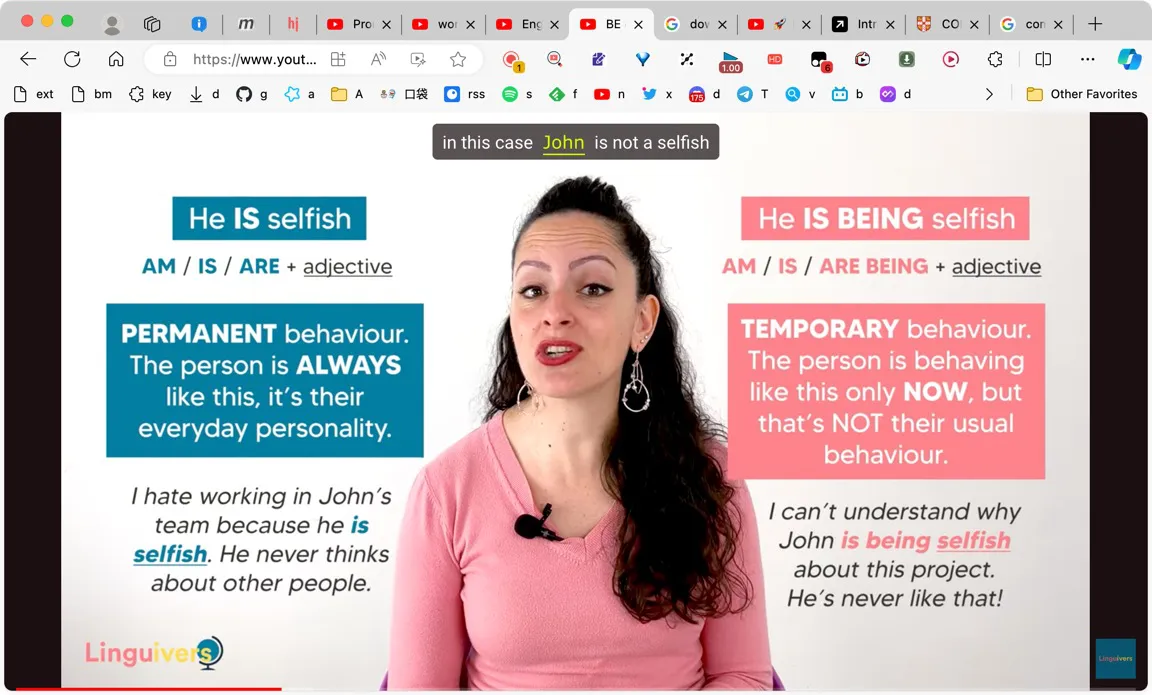 Pro
wor
Eng
BE
dov
Intr
CO
con
https://www.yout...
1
1.00
HD
6
ext
bm
key
d
g
a
A
口袋
rss
s
f
n
x
175
d
T
v
b
d
Other Favorites
in this case John is not a selfish
He IS selfish
AM / IS / ARE + adjective
PERMANENT behaviour.
The person is ALWAYS
like this, it's their
everyday personality.
I hate working in John's
team because he is
selfish. He never thinks
about other people.
He IS BEING selfish
AM / IS / ARE BEING + adjective
TEMPORARY behaviour.
The person is behaving
like this only NOW, but
that's NOT their usual
behaviour.
I can't understand why
John is being selfish
about this project.
He's never like that!
Linguivers
Linguivers